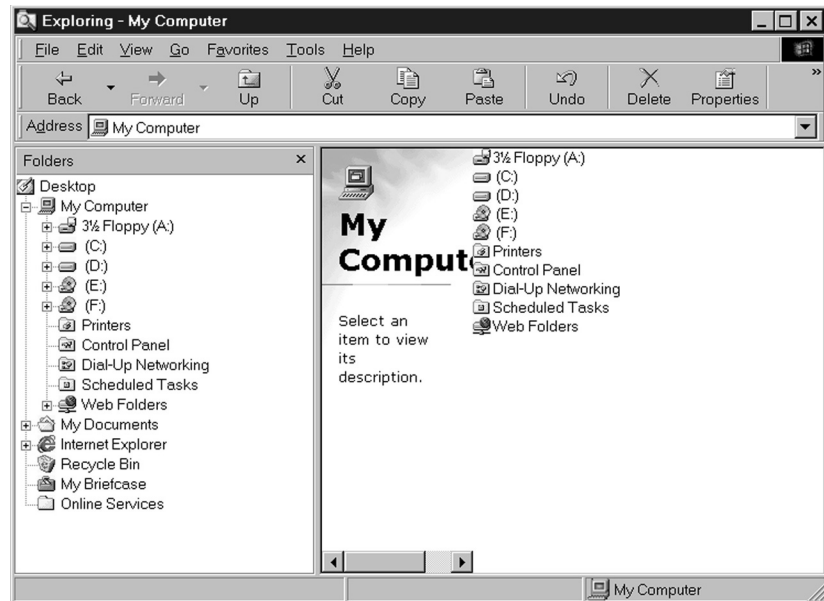 Exploring - My Computer
File Edit View Go Favorites Tools Help
Back Forward Up Cut Copy Paste Undo Delete Properties »
Address My Computer
Folders ×
Desktop
My Computer
3½ Floppy (A:)
(C:)
(D:)
(E:)
(F:)
Printers
Control Panel
Dial-Up Networking
Scheduled Tasks
Web Folders
My Documents
Internet Explorer
Recycle Bin
My Briefcase
Online Services
My
Comput
Select an
item to view
its
description.
3½ Floppy (A:)
(C:)
(D:)
(E:)
(F:)
Printers
Control Panel
Dial-Up Networking
Scheduled Tasks
Web Folders
My Computer